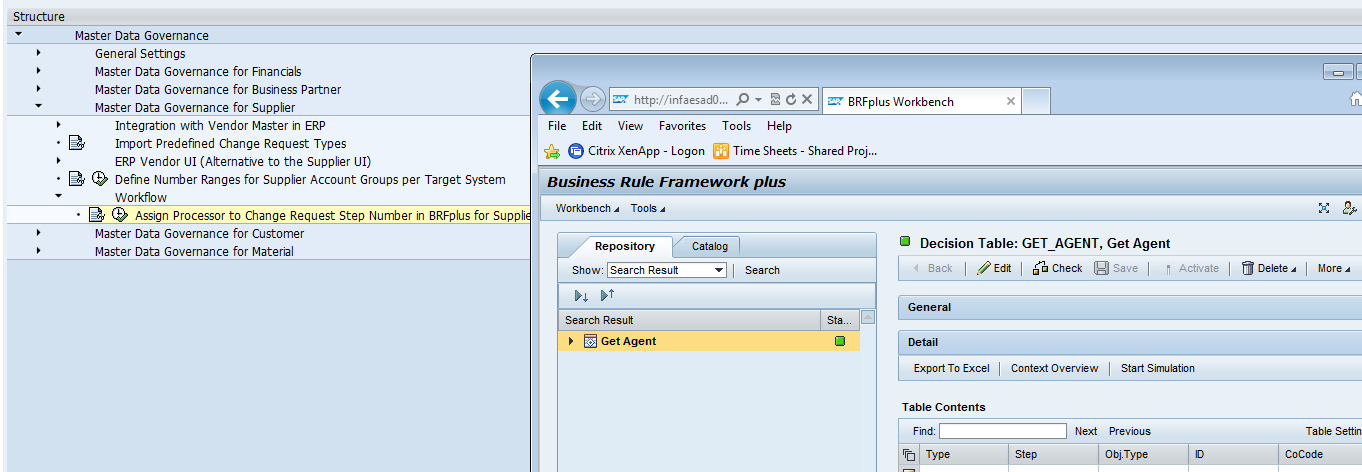 Structure
Master Data Governance
General Settings
Master Data Governance for Financials
Master Data Governance for Business Partner
Master Data Governance for Supplier
Integration with Vendor Master in ERP
Import Predefined Change Request Types
ERP Vendor UI (Alternative to the Supplier UI)
Define Number Ranges for Supplier Account Groups per Target System
Workflow
Assign Processor to Change Request Step Number in BRFplus for Supplie
Master Data Governance for Customer
Master Data Governance for Material
SAP http://infaesad0... SAP BRFplus Workbench
File Edit View Favorites Tools Help
Citrix XenApp - Logon Time Sheets - Shared Proj...
Business Rule Framework plus
Workbench Tools
Repository Catalog
Show: Search Result Search
Search Result Sta...
Get Agent
Decision Table: GET_AGENT, Get Agent
Back Edit Check Save Activate Delete More
General
Detail
Export To Excel Context Overview Start Simulation
Table Contents
Find: Next Previous Table Settin
Type Step Obj.Type ID CoCode